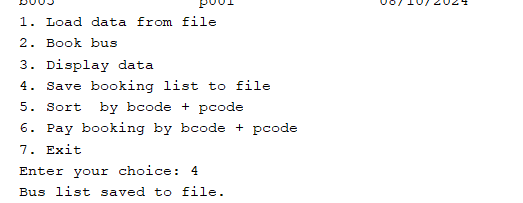 b005 p001 08/10/2024
1. Load data from file
2. Book bus
3. Display data
4. Save booking list to file
5. Sort  by bcode + pcode
6. Pay booking by bcode + pcode
7. Exit
Enter your choice: 4
Bus list saved to file.